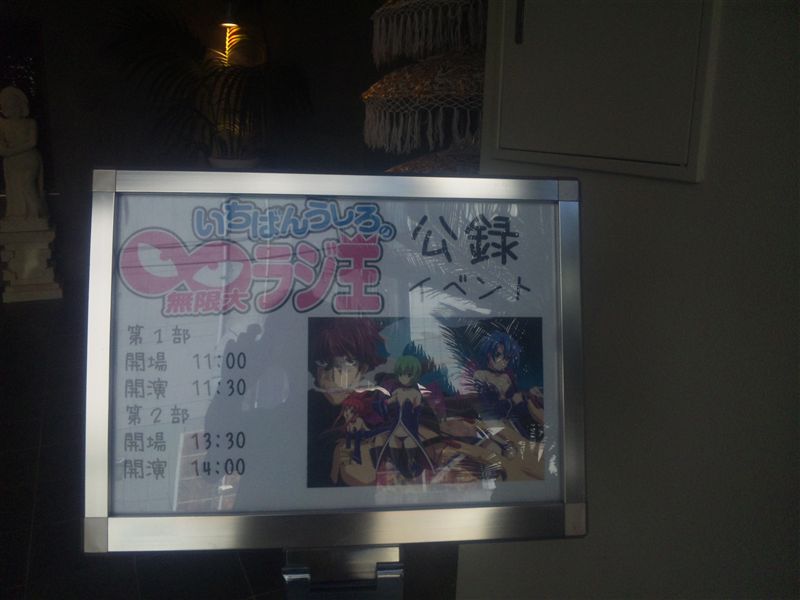 いちばんうしろの
無限大ラジ王
公録
イベント
第1部
開場 11:00
開演 11:30
第2部
開場 13:30
開演 14:00